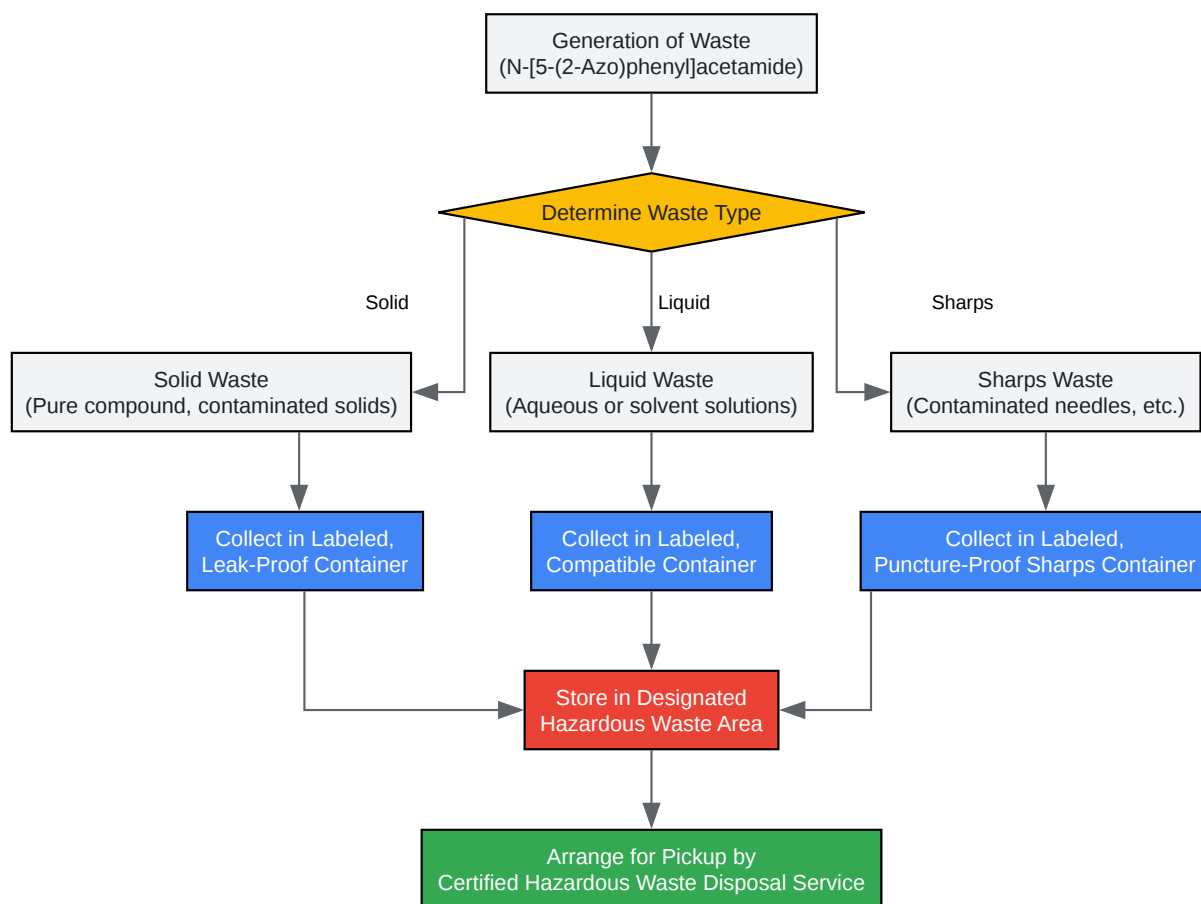 Generation of Waste
(N-[5-(2-Azo)phenyl]acetamide)
Determine Waste Type
Solid
Liquid
Sharps
Solid Waste
(Pure compound, contaminated solids)
Liquid Waste
(Aqueous or solvent solutions)
Sharps Waste
(Contaminated needles, etc.)
Collect in Labeled,
Leak-Proof Container
Collect in Labeled,
Compatible Container
Collect in Labeled,
Puncture-Proof Sharps Container
Store in Designated
Hazardous Waste Area
Arrange for Pickup by
Certified Hazardous Waste Disposal Service